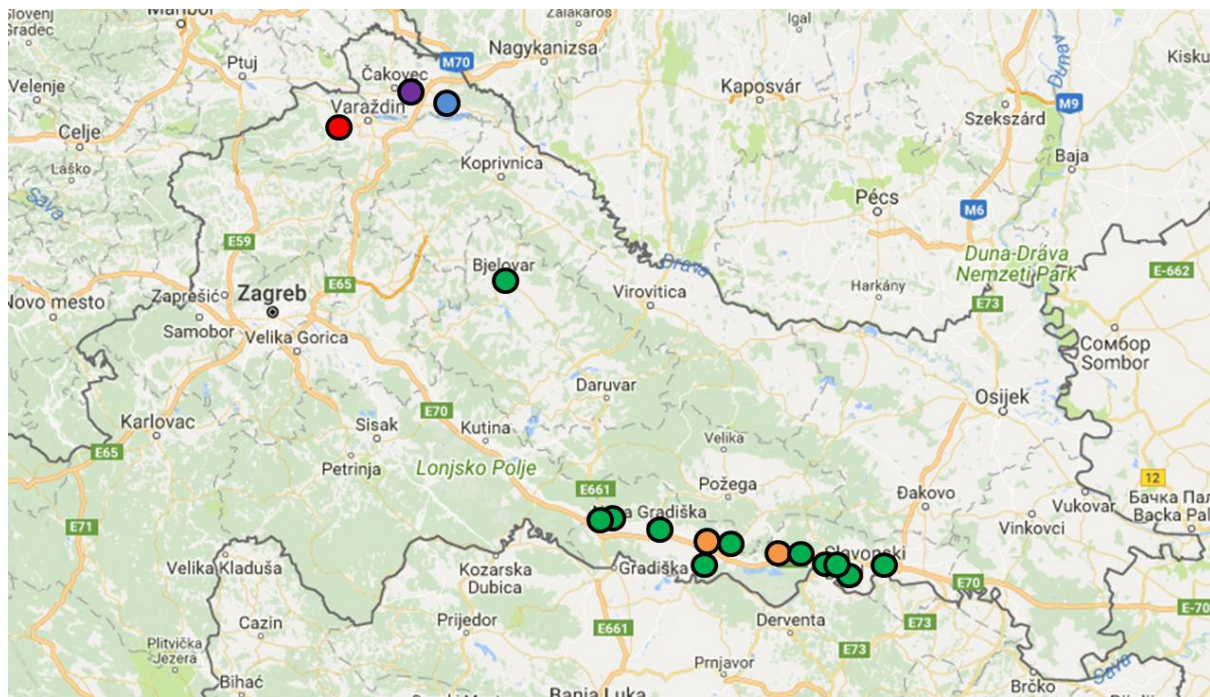 Slovenj
Gradec
Maribor
Zalakaros
Igal
Ptuj
Nagykanizsa
M70
Čakovec
Dunav
Kisku
Velenje
Kaposvár
M9
Varaždin
Szekszárd
Celje
Laško
Koprivnica
Baja
Sava
Pécs
M6
E59
Bjelovar
Drava
Duna-Dráva
Nemzeti Park
E-662
Novo mesto
Zaprešić
Zagreb
E65
Virovitica
Harkány
E73
Samobor
Velika Gorica
Сомбор
Sombor
Daruvar
Osijek
Karlovac
E70
Sisak
Kutina
Velika
E65
Petrinja
Lonjsko Polje
E661
Požega
12
Đakovo
Vukovar
Бачка Пал
Backa Pal
E71
Gradiška
Vinkovci
Slavonski
Velika Kladuša
Kozarska
Dubica
Gradiška
E70
E-70
Cazin
Prijedor
E661
Derventa
E73
Plitvička
Jezera
E73
Prnjavor
Sava
Bihać
Brčko
Banja Luka